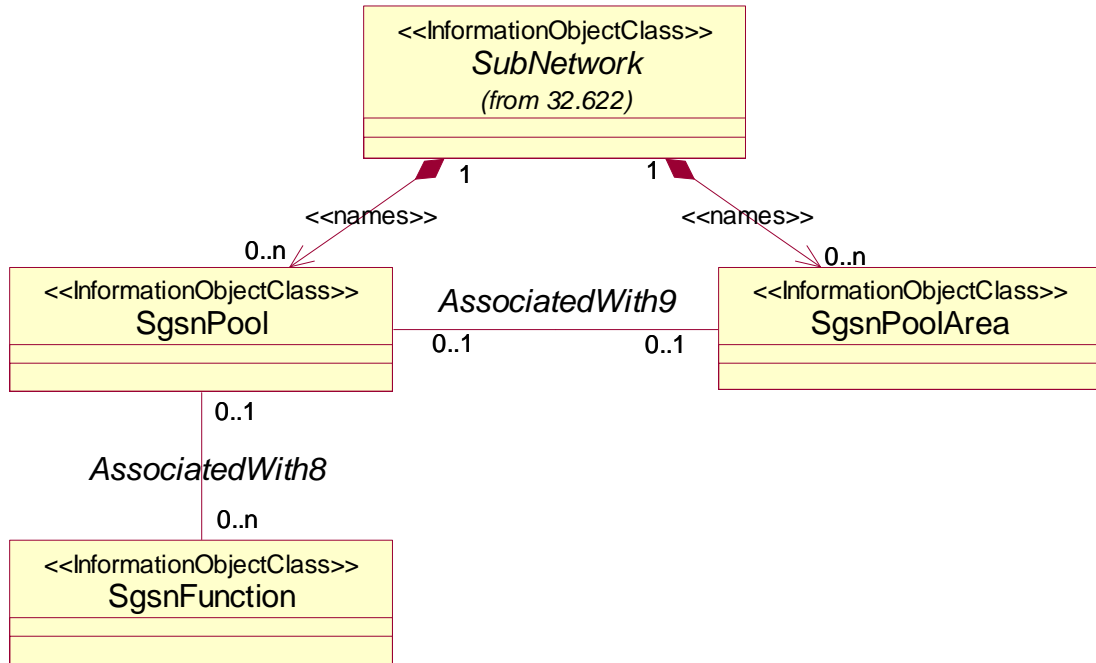 <<InformationObjectClass>>
SubNetwork
(from 32.622)
1
1
<<names>>
<<names>>
0..n
0..n
<<InformationObjectClass>>
SgsnPool
AssociatedWith9
0..1
0..1
<<InformationObjectClass>>
SgsnPoolArea
0..1
AssociatedWith8
0..n
<<InformationObjectClass>>
SgsnFunction